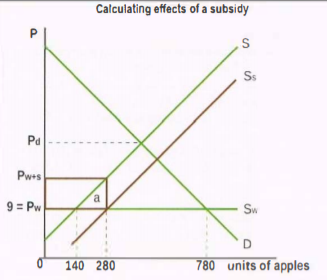 Calculating effects of a subsidy
P
S
Ss
Pd
Pw+s
a
9 = Pw
Sw
D
0 140 280 780 units of apples